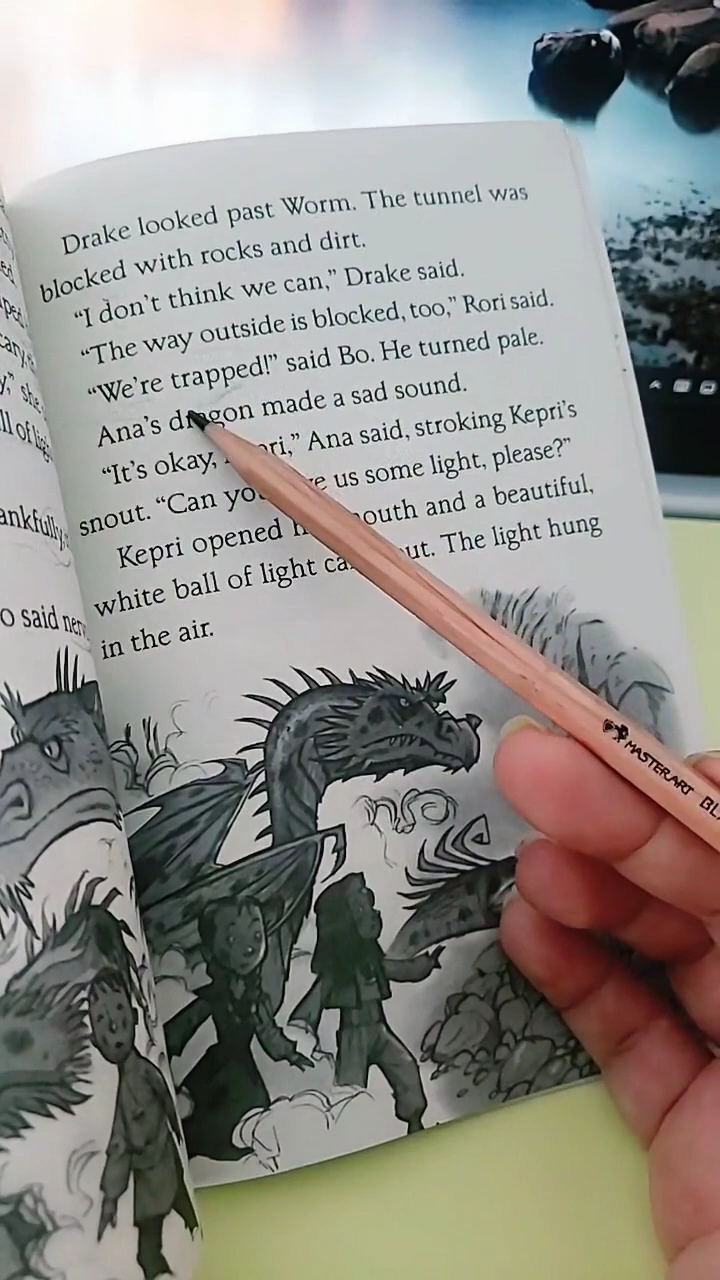 Drake looked past Worm. The tunnel was
blocked with rocks and dirt.
“I don’t think we can,” Drake said.
“The way outside is blocked, too,” Rori said.
“We’re trapped!” said Bo. He turned pale.
Ana’s dragon made a sad sound.
“It’s okay, Ana said, stroking Kepri’s
snout. “Can us some light, please?”
Kepri opened mouth and a beautiful,
white ball of light out. The light hung
in the air.
MASTERART